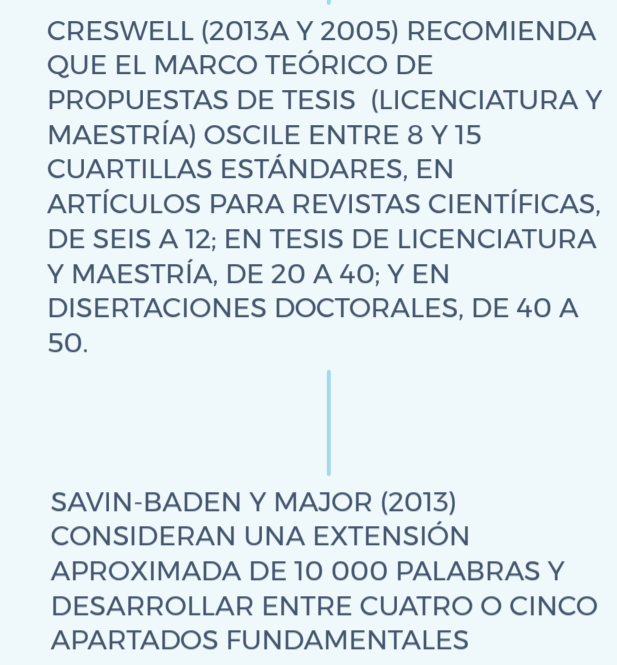 CRESWELL (2013A Y 2005) RECOMIENDA
QUE EL MARCO TEÓRICO DE
PROPUESTAS DE TESIS (LICENCIATURA Y
MAESTRÍA) OSCILE ENTRE 8 Y 15
CUARTILLAS ESTÁNDARES, EN
ARTÍCULOS PARA REVISTAS CIENTÍFICAS,
DE SEIS A 12; EN TESIS DE LICENCIATURA
Y MAESTRÍA, DE 20 A 40; Y EN
DISERTACIONES DOCTORALES, DE 40 A
50.
SAVIN-BADEN Y MAJOR (2013)
CONSIDERAN UNA EXTENSIÓN
APROXIMADA DE 10 000 PALABRAS Y
DESARROLLAR ENTRE CUATRO O CINCO
APARTADOS FUNDAMENTALES